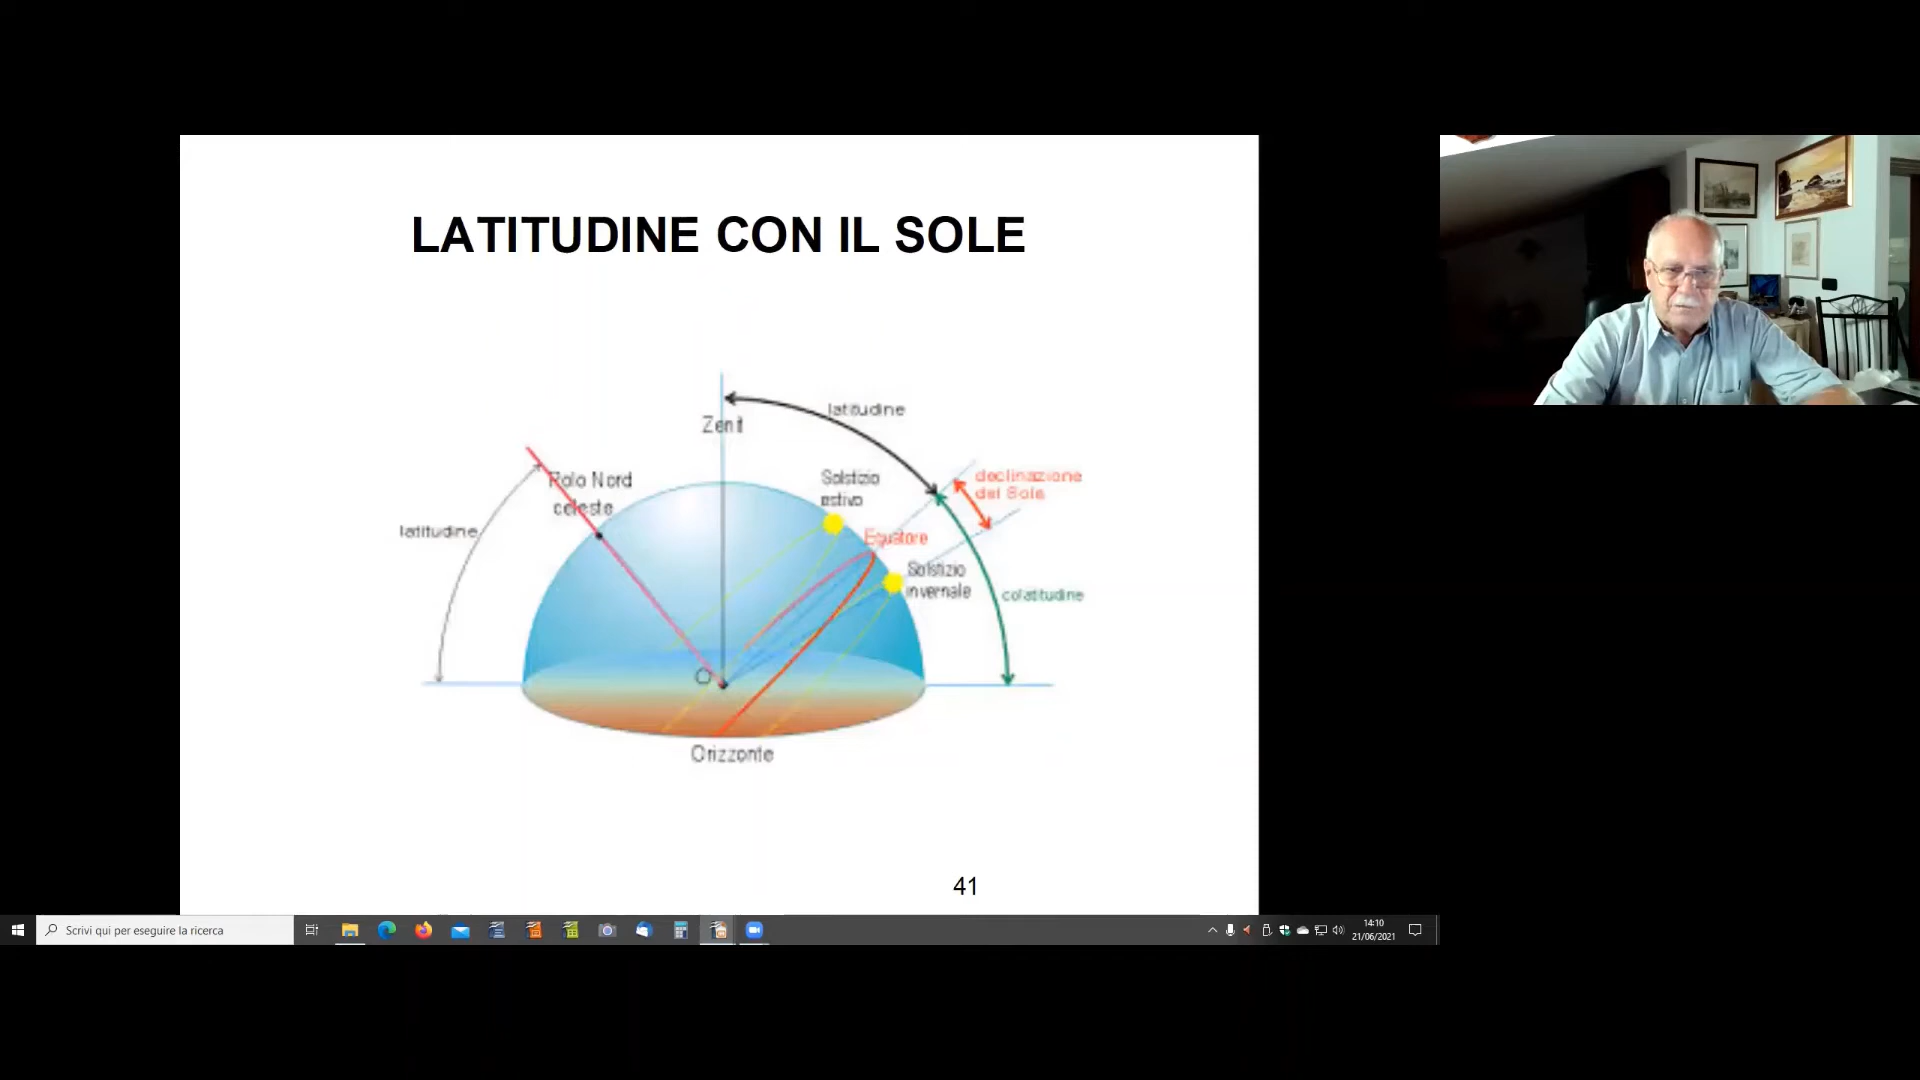 LATITUDINE CON IL SOLE
latitudine
Zenit
Polo Nord
celeste
Solstizio
estivo
declinazione
del Sole
latitudine
Equatore
Solstizio
invernale
colatitudine
O
Orizzonte
41
Scrivi qui per eseguire la ricerca
14:10
21/06/2021